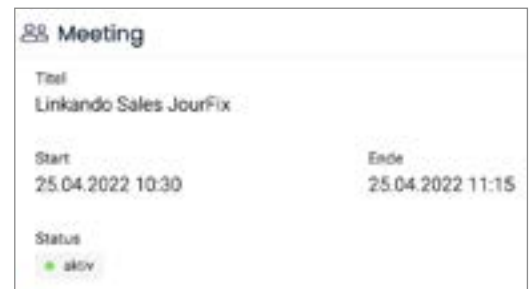 Meeting
Titel
Linkando Sales JourFix
Start
Ende
25.04.2022 10:30
25.04.2022 11:15
Status
aktiv